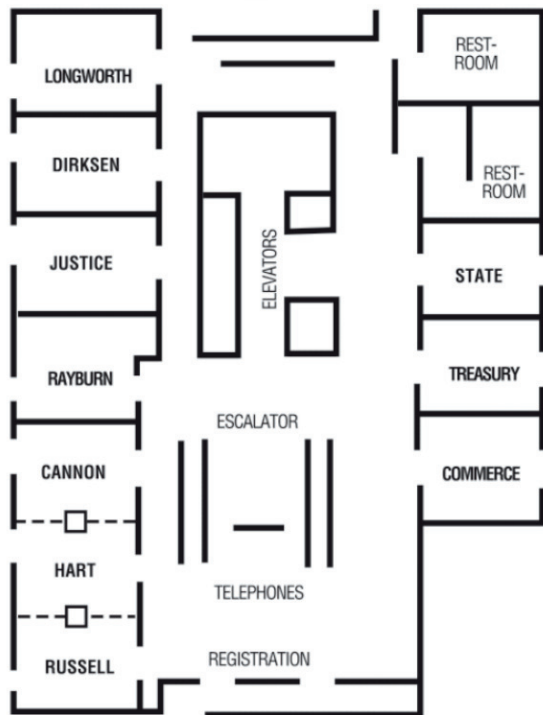 REST-
ROOM
LONGWORTH
DIRKSEN
REST-
ROOM
JUSTICE
ELEVATORS
STATE
RAYBURN
TREASURY
ESCALATOR
CANNON
COMMERCE
HART
TELEPHONES
RUSSELL
REGISTRATION